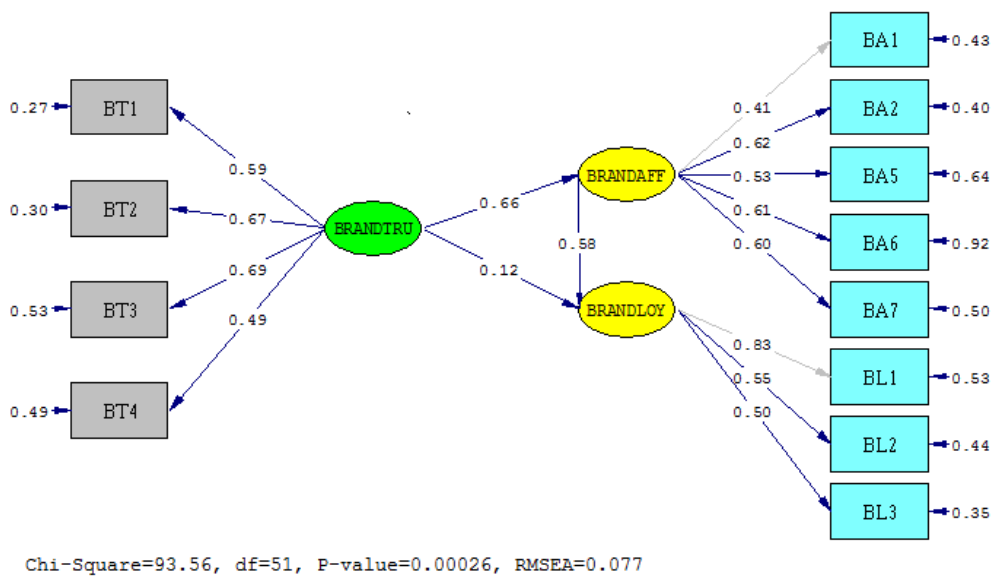 BA1
0.43
0.27
BT1
0.41
BA2
0.40
0.62
0.59
BRANDAFF
0.53
BA5
0.64
0.30
BT2
0.67
BRANDTRU
0.66
0.61
BA6
0.92
0.58
0.60
0.69
0.12
0.53
BT3
BRANDLOY
BA7
0.50
0.49
0.83
0.55
BL1
0.53
0.49
BT4
0.50
BL2
0.44
BL3
0.35
Chi-Square=93.56, df=51, P-value=0.00026, RMSEA=0.077